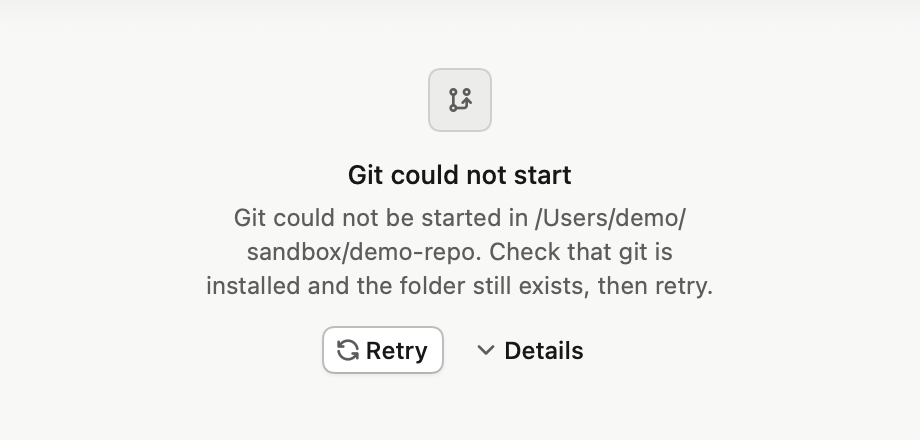 Git could not start
Git could not be started in /Users/demo/
sandbox/demo-repo. Check that git is
installed and the folder still exists, then retry.
Retry
Details